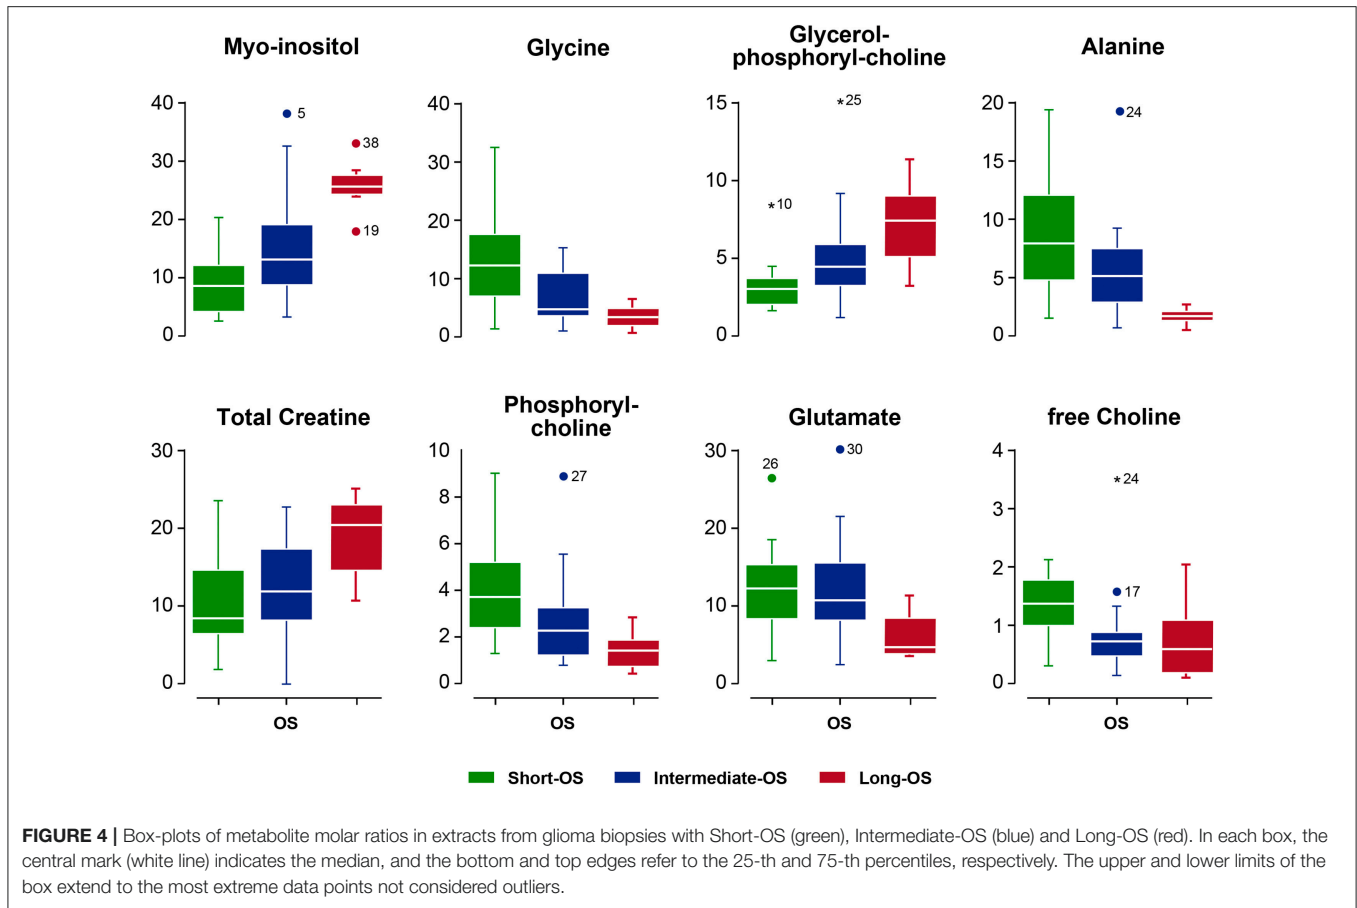 Myo-inositol
Glycine
Glycerol-
phosphoryl-choline
Alanine
40
30
20
10
0
5
38
19
40
30
20
10
0
15
10
5
0
*10
*25
20
15
10
5
0
24
Total Creatine
Phosphoryl-
choline
Glutamate
free Choline
30
20
10
0
OS
10
8
6
4
2
0
27
OS
30
20
10
0
26
30
OS
4
3
2
1
0
*24
17
OS
Short-OS Intermediate-OS Long-OS
FIGURE 4 | Box-plots of metabolite molar ratios in extracts from glioma biopsies with Short-OS (green), Intermediate-OS (blue) and Long-OS (red). In each box, the
central mark (white line) indicates the median, and the bottom and top edges refer to the 25-th and 75-th percentiles, respectively. The upper and lower limits of the
box extend to the most extreme data points not considered outliers.